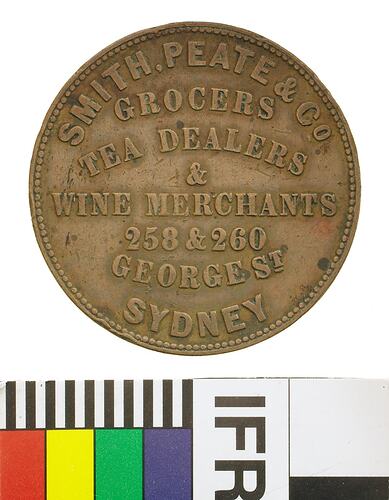 SMITH, PEATE & Co
GROCERS
TEA DEALERS
&
WINE MERCHANTS
258 & 260
GEORGE ST
SYDNEY
IFR